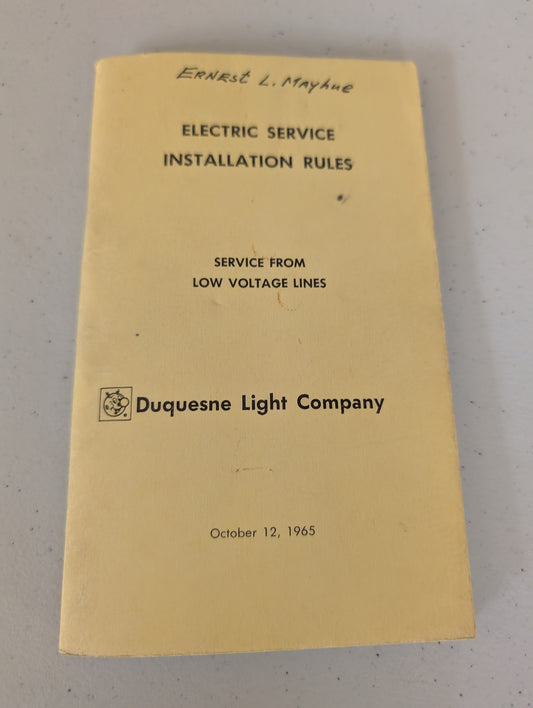 Ernest L. Mayhue
ELECTRIC SERVICE
INSTALLATION RULES
SERVICE FROM
LOW VOLTAGE LINES
Duquesne Light Company
October 12, 1965